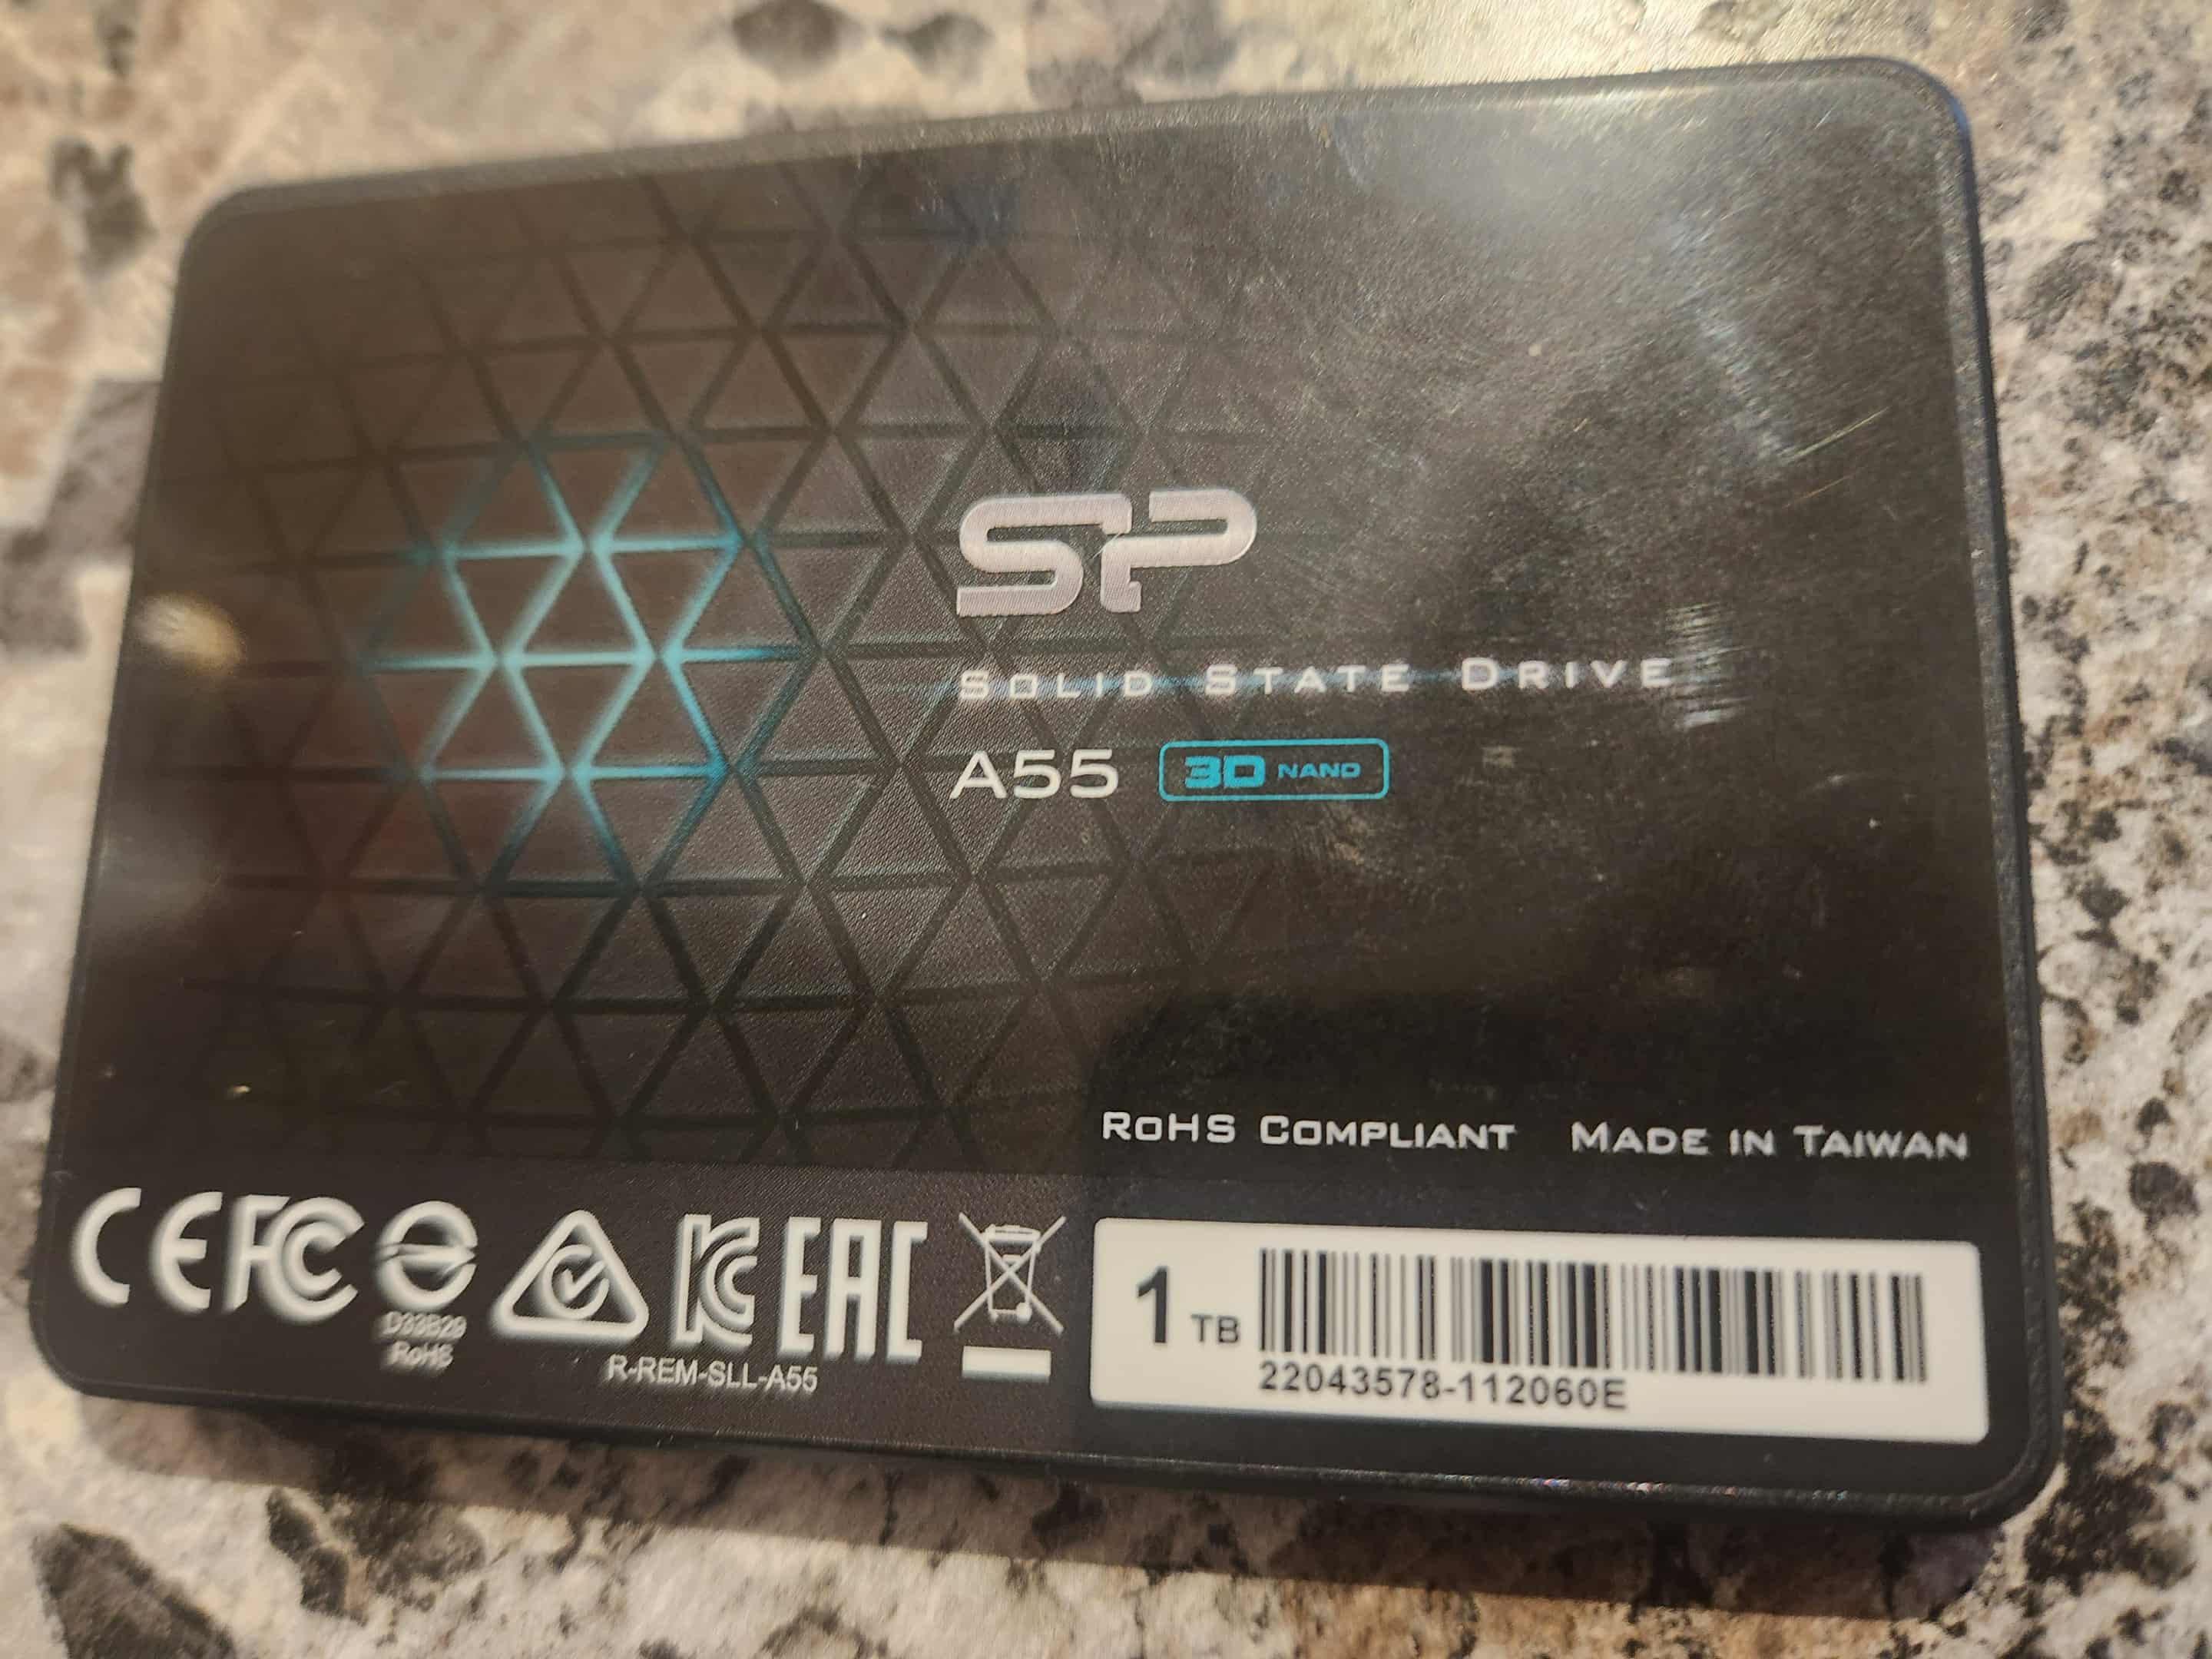 SP
SOLID STATE DRIVE
A55 3D NAND
RoHS COMPLIANT MADE IN TAIWAN
CE FC
D33B29
RoHS
KC EAC
R-REM-SLL-A55
1 TB
22043578-112060E